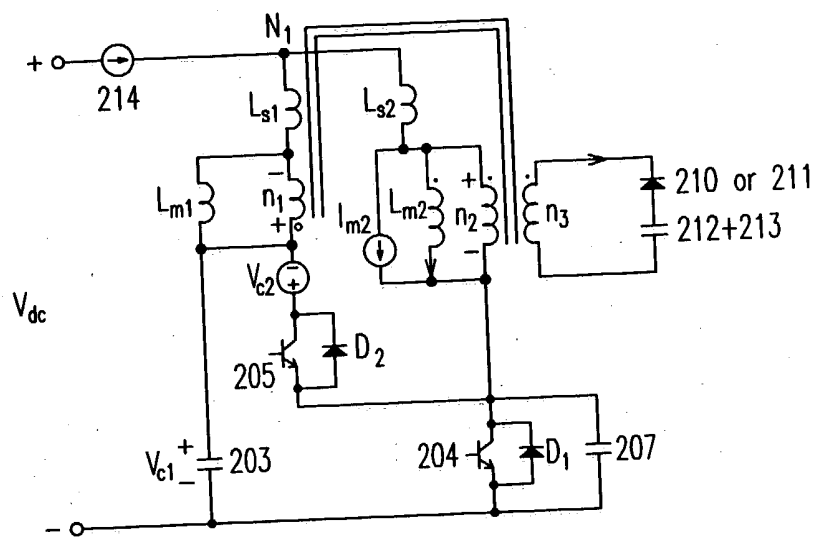 N1
+
214
Ls1
Ls2
Lm1
n1
−
+
Im2
Lm2
+
n2
−
n3
210 or 211
212+213
Vdc
Vc2
−
+
205
D2
Vc1
+
−
203
204
D1
207
−